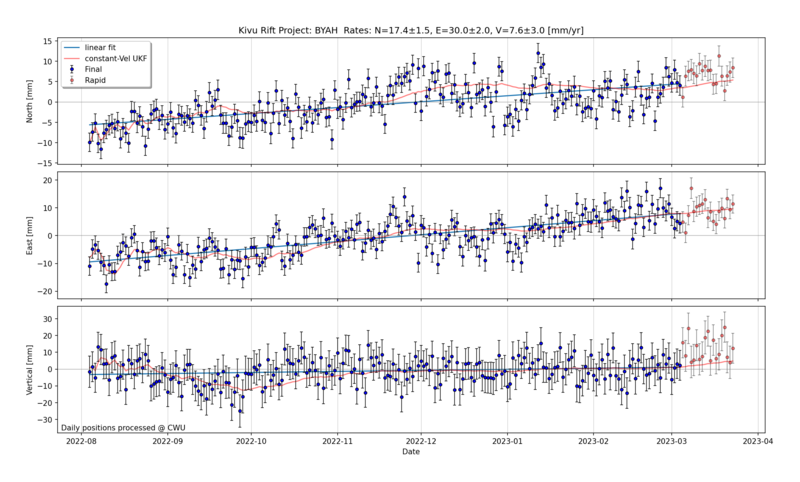 Kivu Rift Project: BYAH Rates: N=17.4±1.5, E=30.0±2.0, V=7.6±3.0 [mm/yr]
linear fit
constant-Vel UKF
Final
Rapid
North [mm]
15
10
5
0
−5
−10
−15
East [mm]
20
10
0
−10
−20
Vertical [mm]
30
20
10
0
−10
−20
−30
Daily positions processed @ CWU
2022-08
2022-09
2022-10
2022-11
2022-12
2023-01
2023-02
2023-03
2023-04
Date